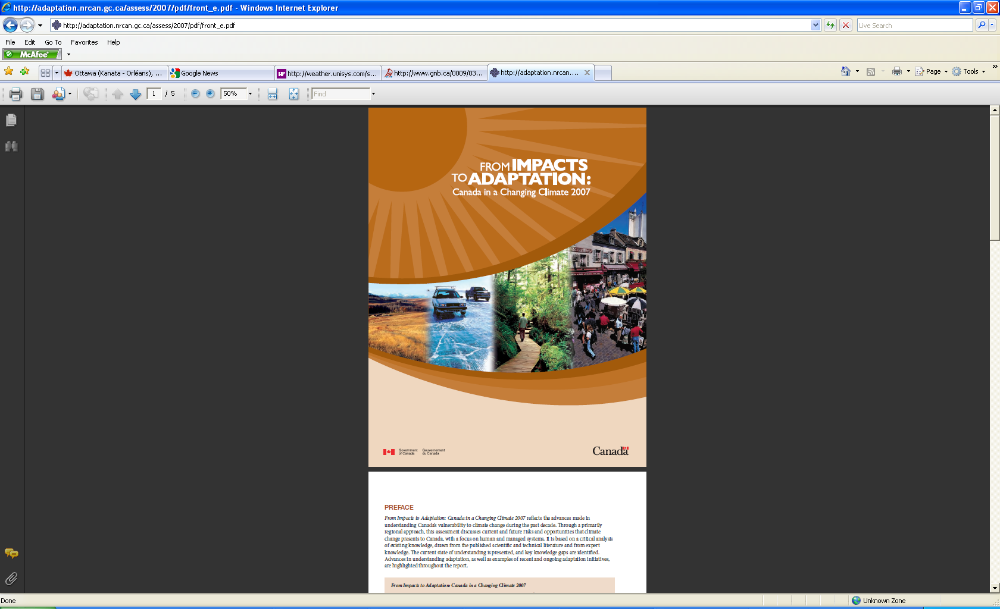 http://adaptation.nrcan.gc.ca/assess/2007/pdf/front_e.pdf - Windows Internet Explorer
http://adaptation.nrcan.gc.ca/assess/2007/pdf/front_e.pdf
Live Search
File Edit Go To Favorites Help
McAfee
Ottawa (Kanata - Orléans), ...
Google News
http://weather.unisys.com/s...
http://www.gnb.ca/0009/03...
http://adaptation.nrcan....
Page Tools
1 / 5 50% Find
FROM IMPACTS
TO ADAPTATION:
Canada in a Changing Climate 2007
Government Gouvernement
of Canada du Canada
Canada
PREFACE
From Impacts to Adaptation: Canada in a Changing Climate 2007 reflects the advances made in
understanding Canada's vulnerability to climate change during the past decade. Through a primarily
regional approach, this assessment discusses current and future risks and opportunities that climate
change presents to Canada, with a focus on human and managed systems. It is based on a critical analysis
of existing knowledge, drawn from the published scientific and technical literature and from expert
knowledge. The current state of understanding is presented, and key knowledge gaps are identified.
Advances in understanding adaptation, as well as examples of recent and ongoing adaptation initiatives,
are highlighted throughout the report.
From Impacts to Adaptation: Canada in a Changing Climate 2007
Done
Unknown Zone